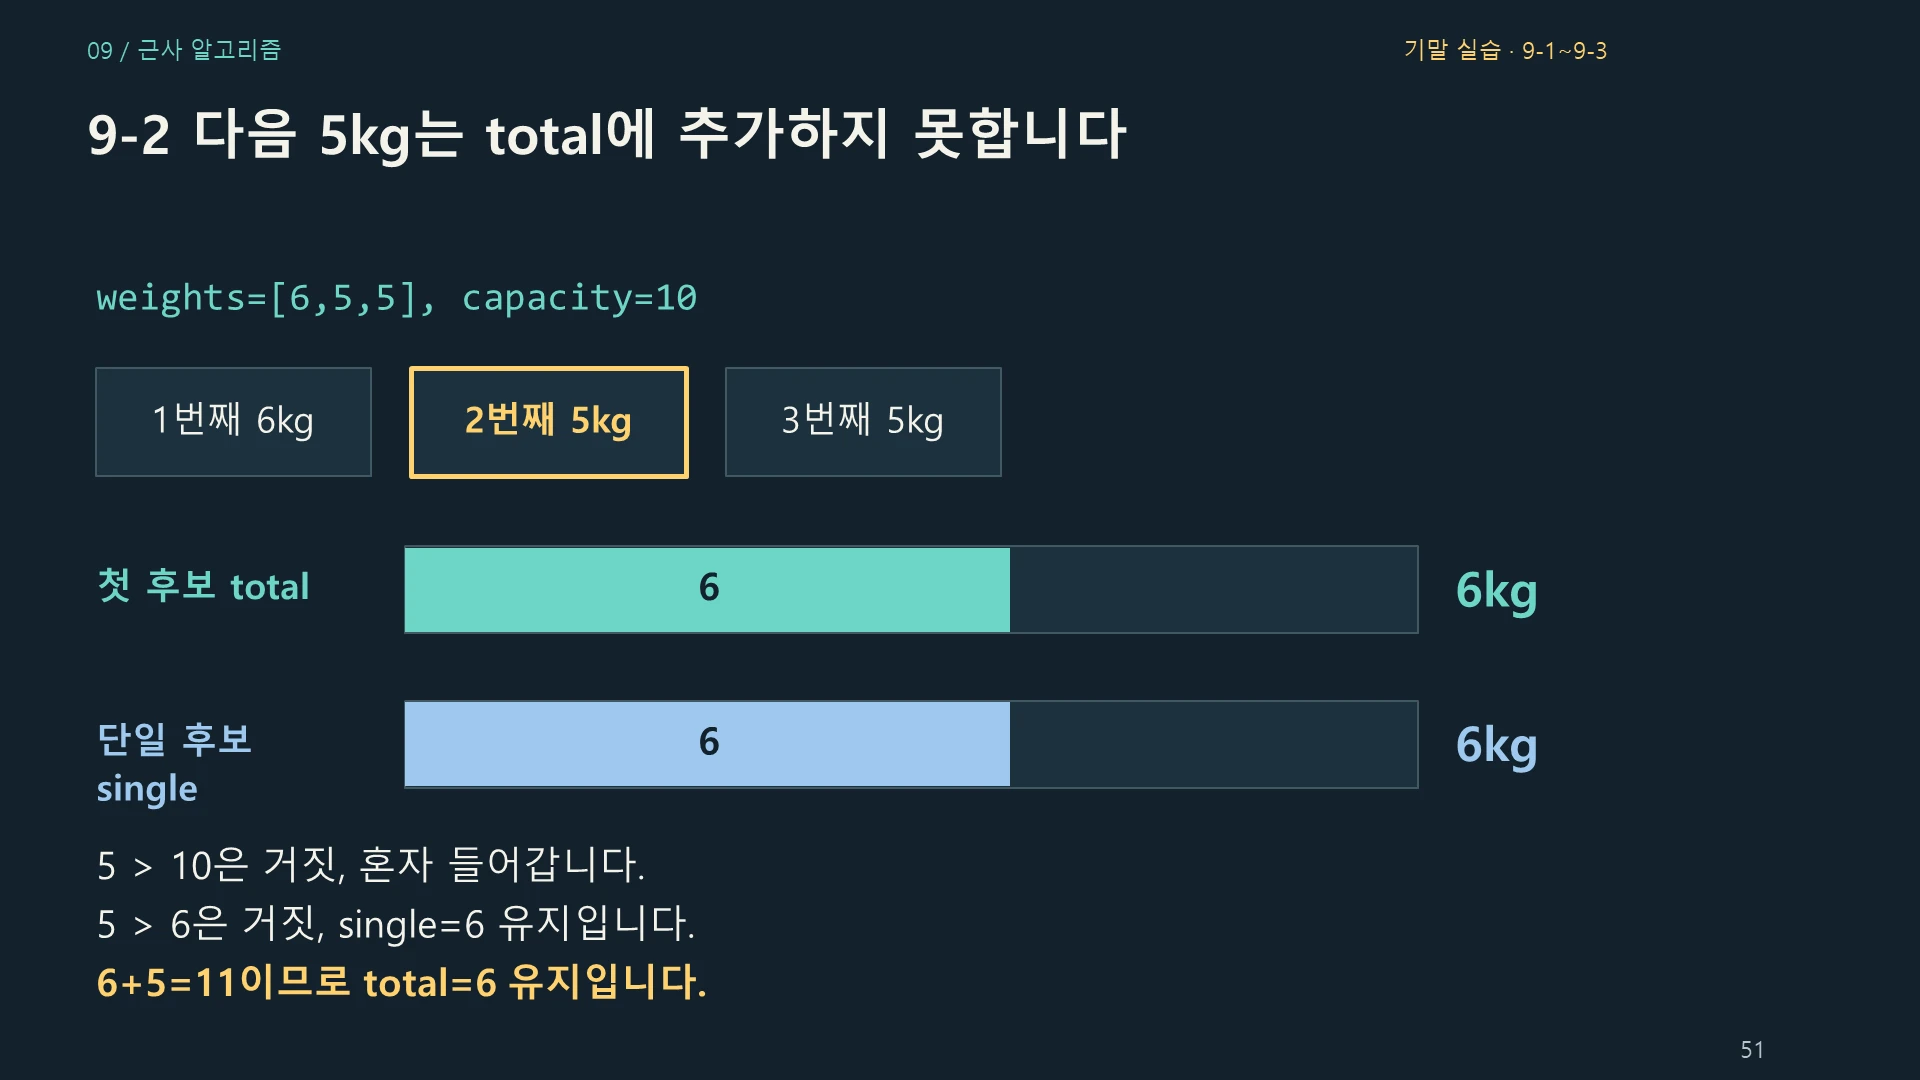 09 / 근사 알고리즘
기말 실습 · 9-1~9-3
9-2 다음 5kg는 total에 추가하지 못합니다
weights=[6,5,5], capacity=10
1번째 6kg
2번째 5kg
3번째 5kg
첫 후보 total
6
6kg
단일 후보
single
6
6kg
5 > 10은 거짓, 혼자 들어갑니다.
5 > 6은 거짓, single=6 유지입니다.
6+5=11이므로 total=6 유지입니다.
51